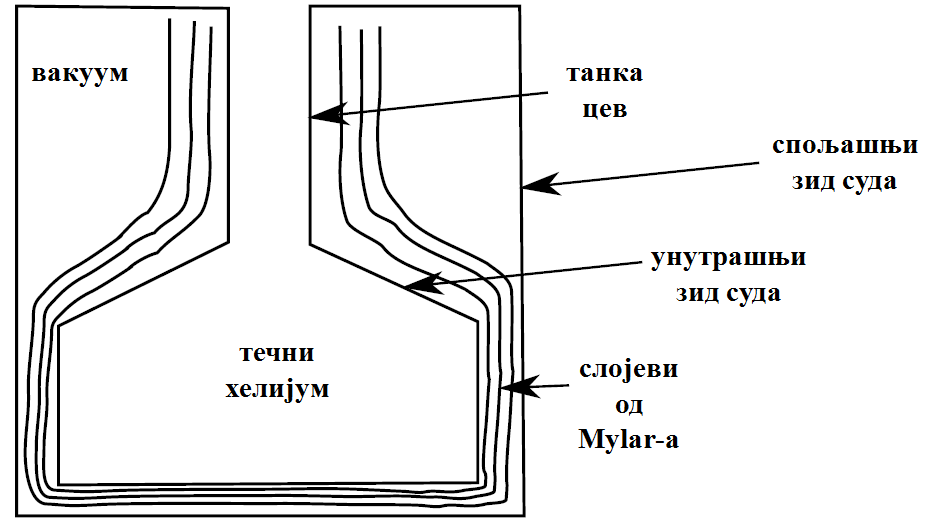 вакуум
танка
цев
спољашњи
зид суда
унутрашњи
зид суда
течни
хелијум
слојеви
од
Mylar-а